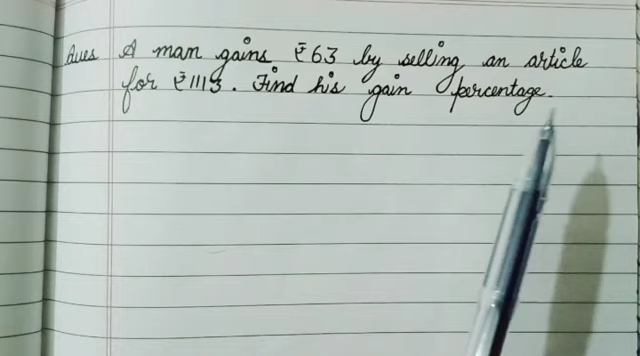 Ques A man gains ₹63 by selling an article
for ₹1113. Find his gain percentage.